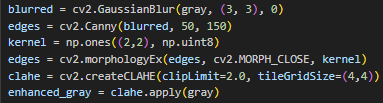 blurred = cv2.GaussianBlur(gray, (3, 3), 0)
edges = cv2.Canny(blurred, 50, 150)
kernel = np.ones((2,2), np.uint8)
edges = cv2.morphologyEx(edges, cv2.MORPH_CLOSE, kernel)
clahe = cv2.createCLAHE(clipLimit=2.0, tileGridSize=(4,4))
enhanced_gray = clahe.apply(gray)